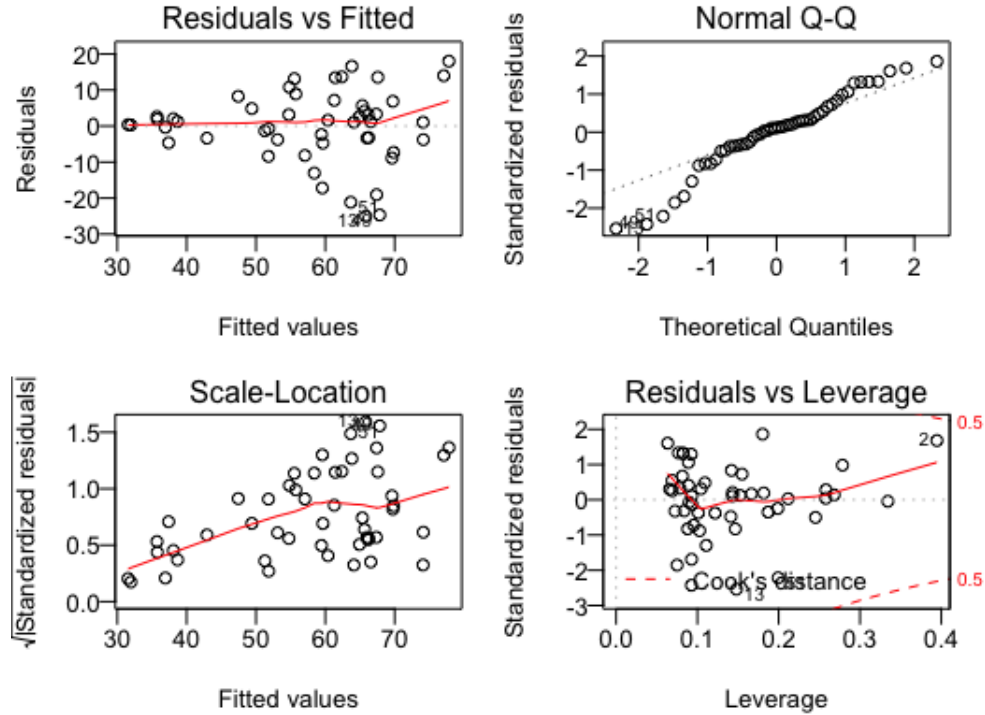 Residuals vs Fitted
Residuals
20
10
0
-10
-30
51
30 40 50 60 70
Fitted values
Normal Q-Q
Standardized residuals
2
1
0
-1
-2
51
-2 -1 0 1 2
Theoretical Quantiles
Scale-Location
√|Standardized residuals|
1.5
1.0
0.5
0.0
30 40 50 60 70
Fitted values
Residuals vs Leverage
Standardized residuals
2
1
0
-1
-2
-3
2
0.5
0.5
Cook's distance
13
0.0 0.1 0.2 0.3 0.4
Leverage